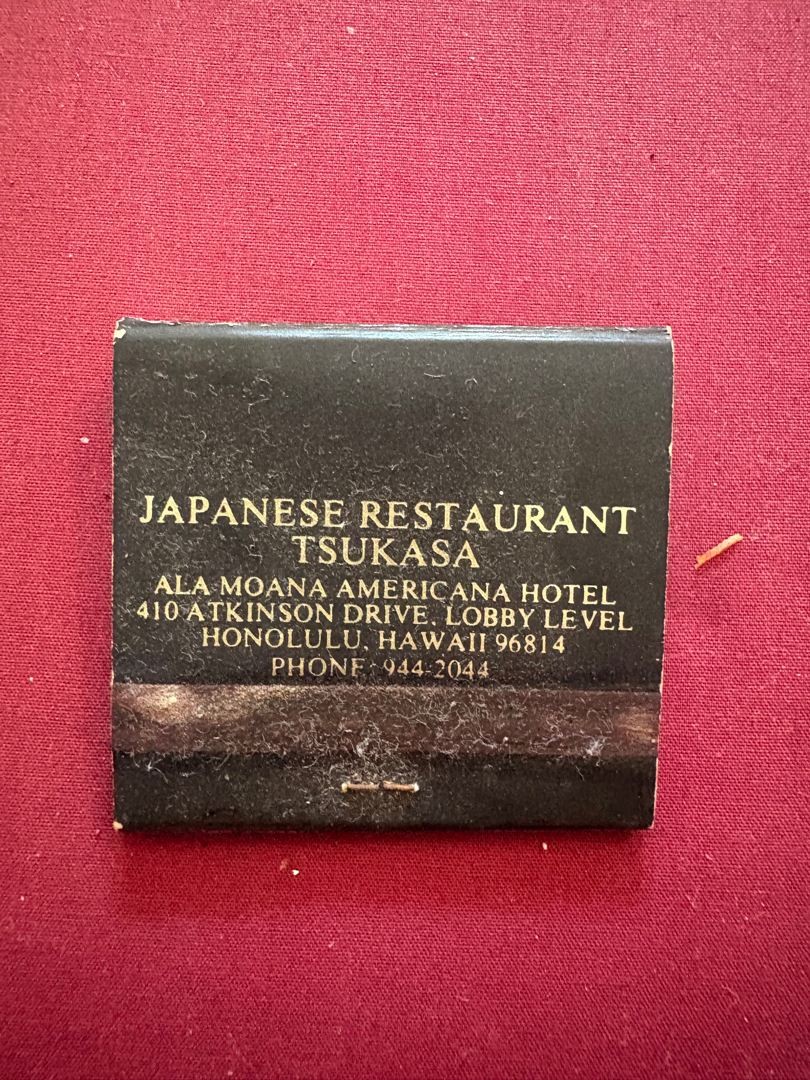 JAPANESE RESTAURANT
TSUKASA
ALA MOANA AMERICANA HOTEL
410 ATKINSON DRIVE, LOBBY LEVEL
HONOLULU, HAWAII 96814
PHONE 944-2044